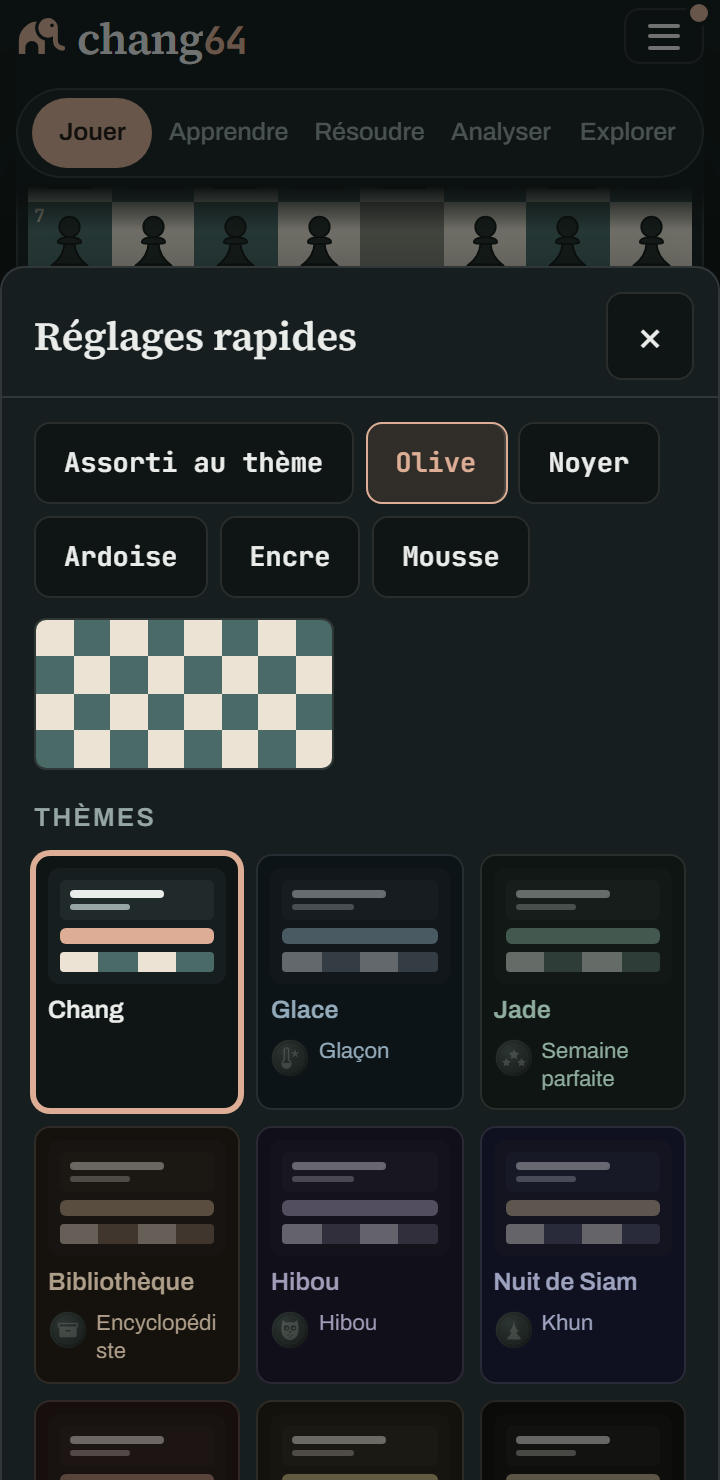 chang64
Jouer Apprendre Résoudre Analyser Explorer
7
Réglages rapides
×
Assorti au thème Olive Noyer
Ardoise Encre Mousse
THÈMES
Chang Glace Jade
Glaçon Semaine
parfaite
Bibliothèque Hibou Nuit de Siam
Encyclopédi Hibou Khun
ste